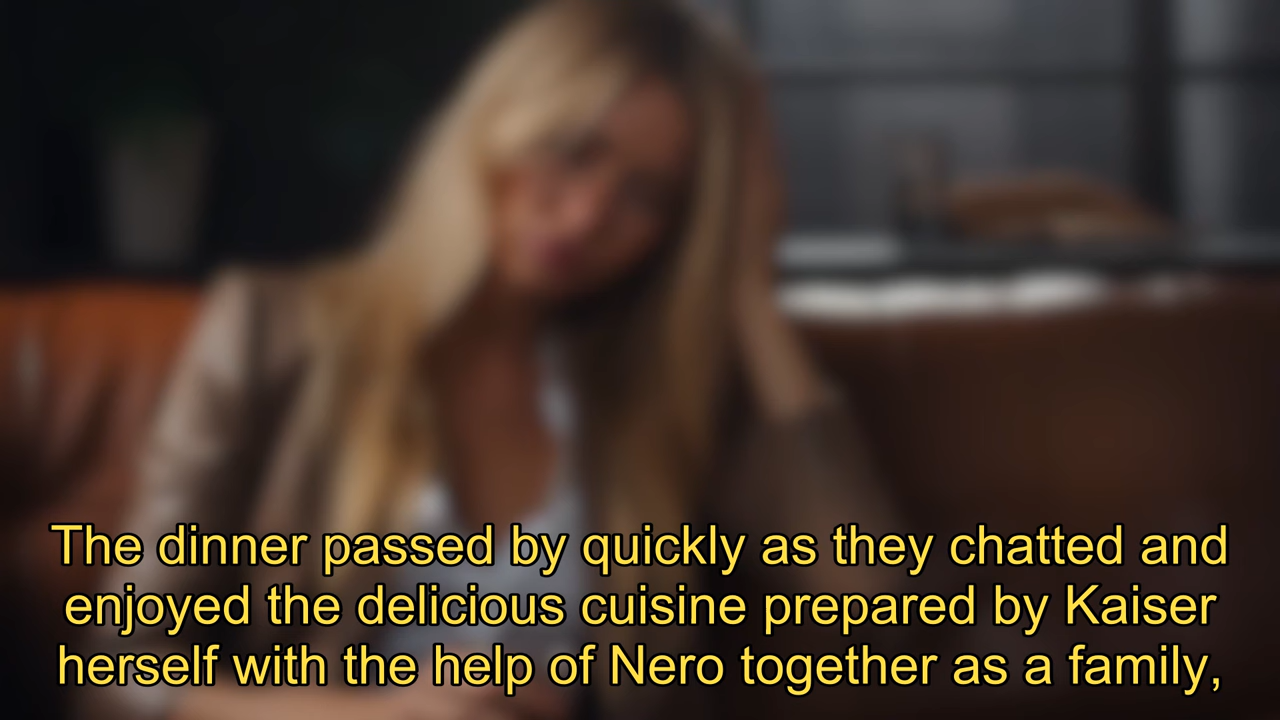 The dinner passed by quickly as they chatted and
enjoyed the delicious cuisine prepared by Kaiser
herself with the help of Nero together as a family,